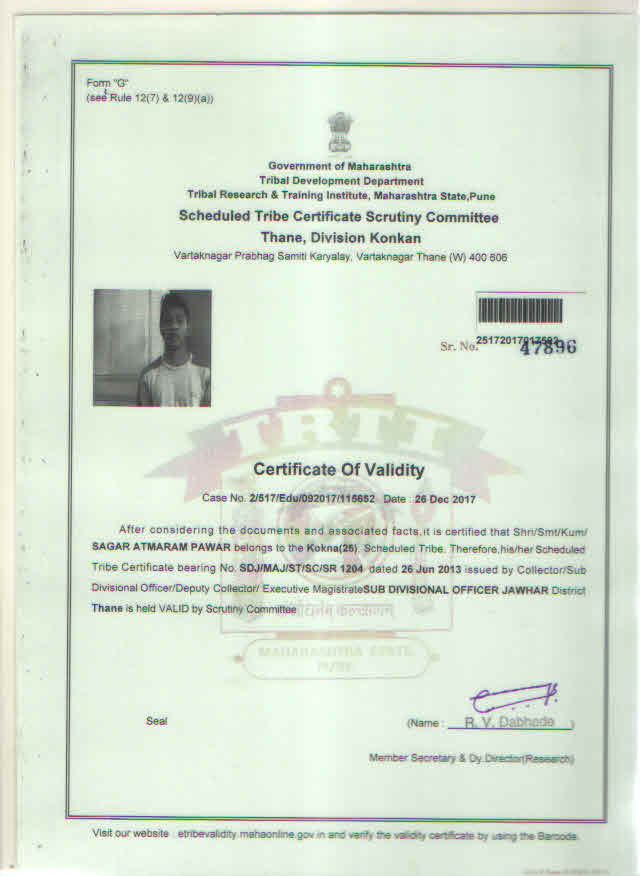 Form "G"
(see Rule 12(7) & 12(9)(a))
Government of Maharashtra
Tribal Development Department
Tribal Research & Training Institute, Maharashtra State,Pune
Scheduled Tribe Certificate Scrutiny Committee
Thane, Division Konkan
Vartaknagar Prabhag Samiti Karyalay, Vartaknagar Thane (W) 400 606
Sr. No.
47896
TRTI
Certificate Of Validity
Case No. 2/517/Edu/092017/115652 Date : 26 Dec 2017
After considering the documents and associated facts,it is certified that Shri/Smt/Kum/
SAGAR ATMARAM PAWAR belongs to the Kokna(25), Scheduled Tribe. Therefore,his/her Scheduled
Tribe Certificate bearing No. SDJ/MAJ/ST/SC/SR 1204 dated 26 Jun 2013 issued by Collector/Sub
Divisional Officer/Deputy Collector/ Executive MagistrateSUB DIVISIONAL OFFICER JAWHAR District
Thane is held VALID by Scrutiny Committee
MAHARASHTRA STATE
Seal
(Name : R. V. Dabhade )
Member Secretary & Dy.Director(Research)
Visit our website : etribevalidity.mahaonline.gov.in and verify the validity certificate by using the Barcode.